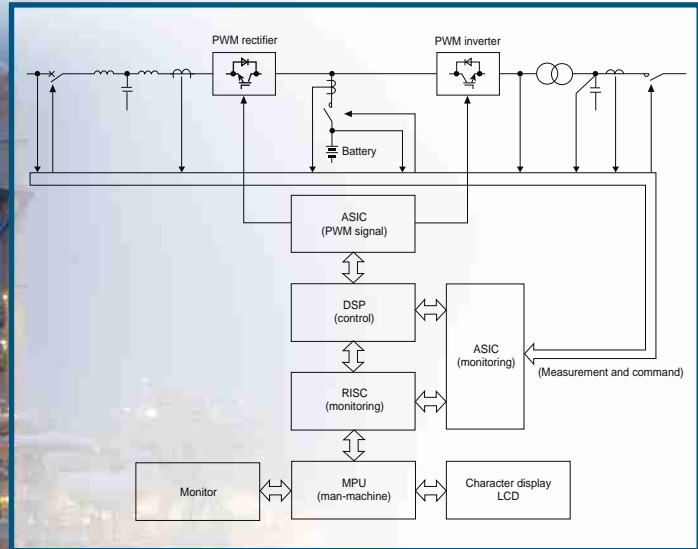 PWM rectifier
PWM inverter
Battery
ASIC
(PWM signal)
DSP
(control)
ASIC
(monitoring)
(Measurement and command)
RISC
(monitoring)
Monitor
MPU
(man-machine)
Character display
LCD